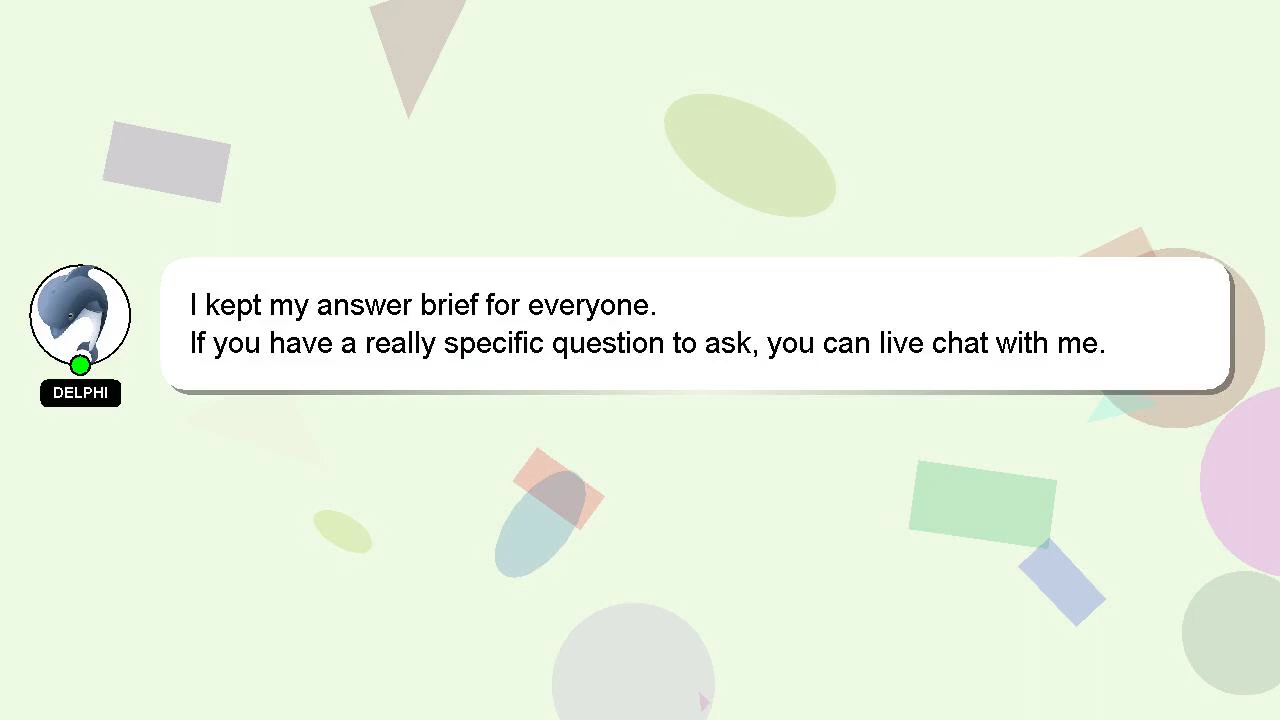 I kept my answer brief for everyone.
If you have a really specific question to ask, you can live chat with me.
DELPHI